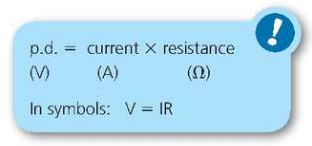 p.d. = current × resistance
(V) (A) (Ω)
In symbols: V = IR
!